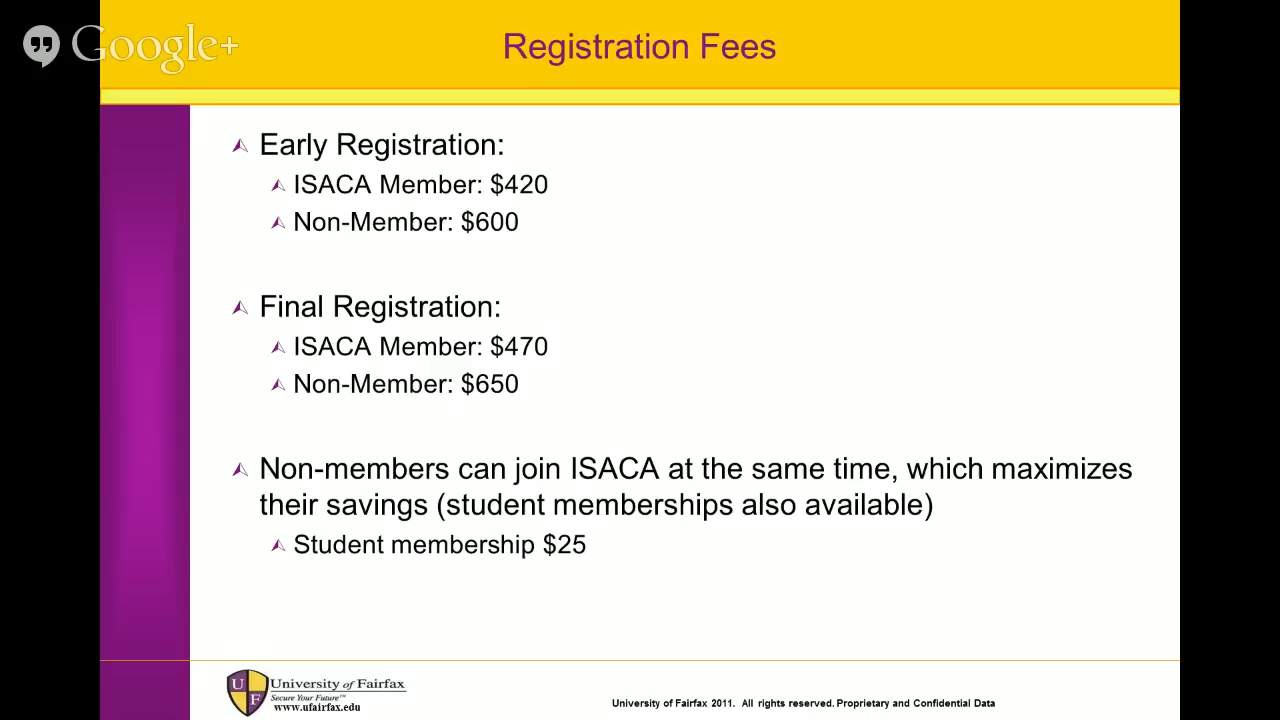 Google+
Registration Fees
Early Registration:
ISACA Member: $420
Non-Member: $600
Final Registration:
ISACA Member: $470
Non-Member: $650
Non-members can join ISACA at the same time, which maximizes
their savings (student memberships also available)
Student membership $25
U
F
University of Fairfax
Secure Your Future™
www.ufairfax.edu
University of Fairfax 2011. All rights reserved. Proprietary and Confidential Data